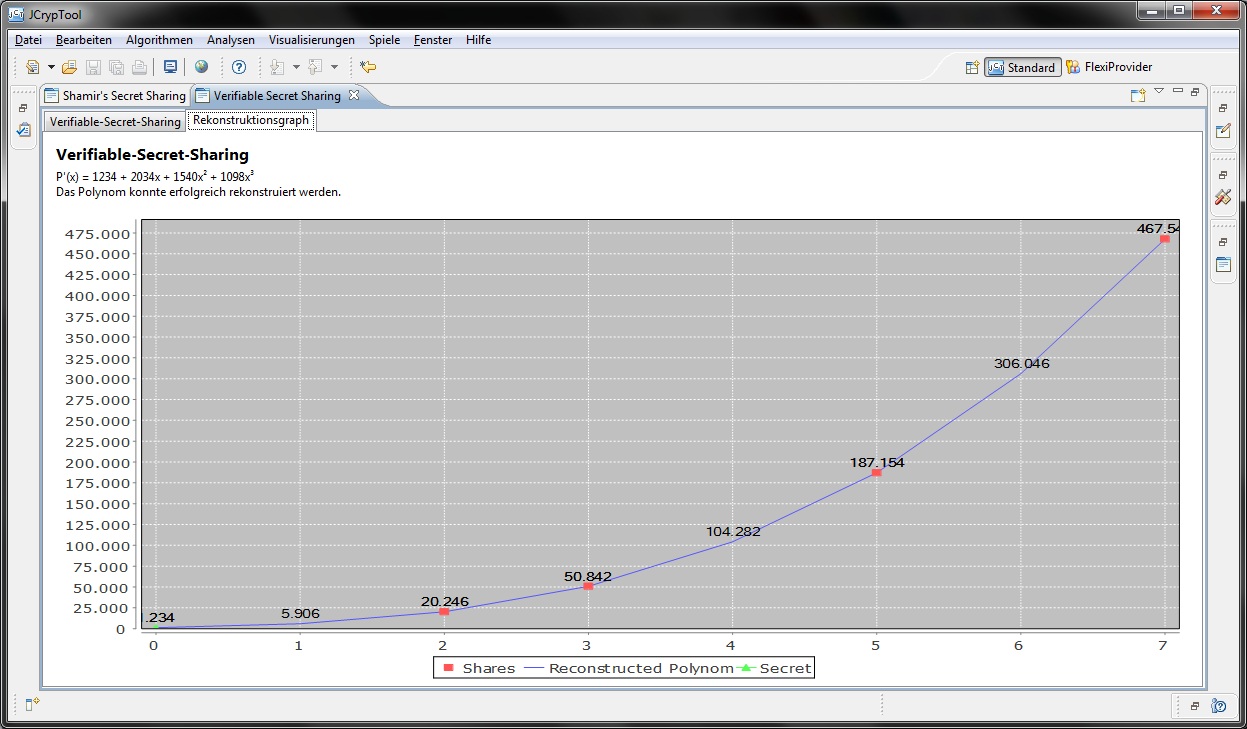 JCrypTool
Datei Bearbeiten Algorithmen Analysen Visualisierungen Spiele Fenster Hilfe
Standard FlexiProvider
Shamir's Secret Sharing Verifiable Secret Sharing
Verifiable-Secret-Sharing Rekonstruktionsgraph
Verifiable-Secret-Sharing
P'(x) = 1234 + 2034x + 1540x² + 1098x³
Das Polynom konnte erfolgreich rekonstruiert werden.
475.000
450.000
425.000
400.000
375.000
350.000
325.000
300.000
275.000
250.000
225.000
200.000
175.000
150.000
125.000
100.000
75.000
50.000
25.000
0
.234
5.906
20.246
50.842
104.282
187.154
306.046
467.54
0 1 2 3 4 5 6 7
Shares Reconstructed Polynom Secret